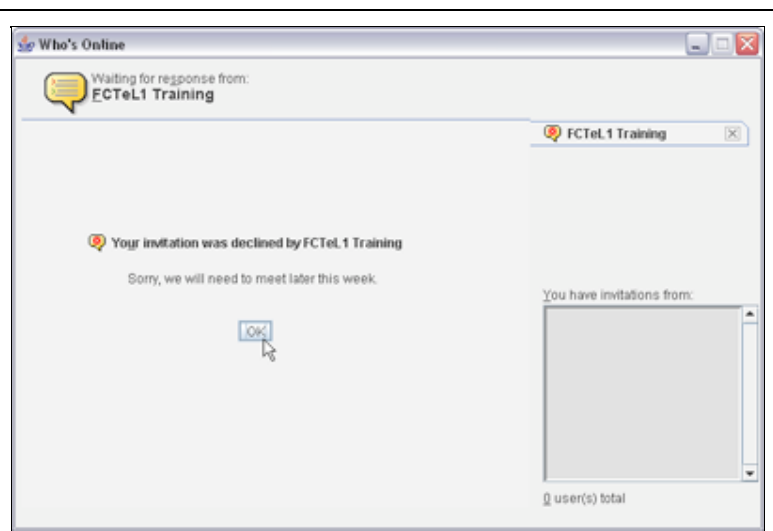 Who's Online
Waiting for response from:
FCTeL1 Training
FCTeL1 Training
Your invitation was declined by FCTeL1 Training
Sorry, we will need to meet later this week.
OK
You have invitations from:
0 user(s) total